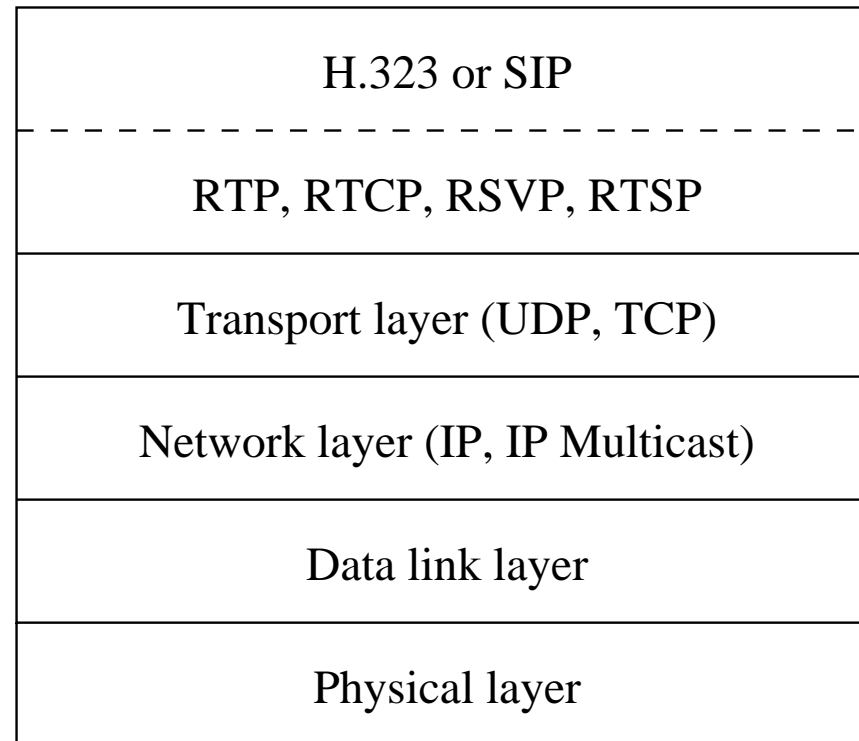 H.323 or SIP
RTP, RTCP, RSVP, RTSP
Transport layer (UDP, TCP)
Network layer (IP, IP Multicast)
Data link layer
Physical layer